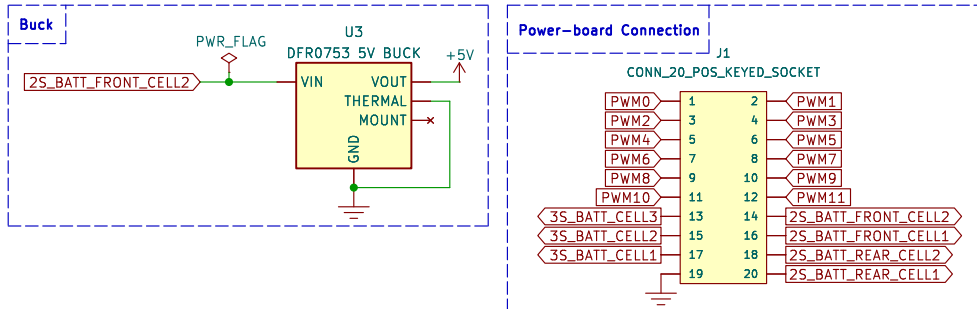 Buck
PWR_FLAG
U3
DFR0753 5V BUCK
+5V
2S_BATT_FRONT_CELL2
VIN
VOUT
THERMAL
MOUNT
GND
Power-board Connection
J1
CONN_20_POS_KEYED_SOCKET
PWM0 1 2 PWM1
PWM2 3 4 PWM3
PWM4 5 6 PWM5
PWM6 7 8 PWM7
PWM8 9 10 PWM9
PWM10 11 12 PWM11
3S_BATT_CELL3 13 14 2S_BATT_FRONT_CELL2
3S_BATT_CELL2 15 16 2S_BATT_FRONT_CELL1
3S_BATT_CELL1 17 18 2S_BATT_REAR_CELL2
19 20 2S_BATT_REAR_CELL1